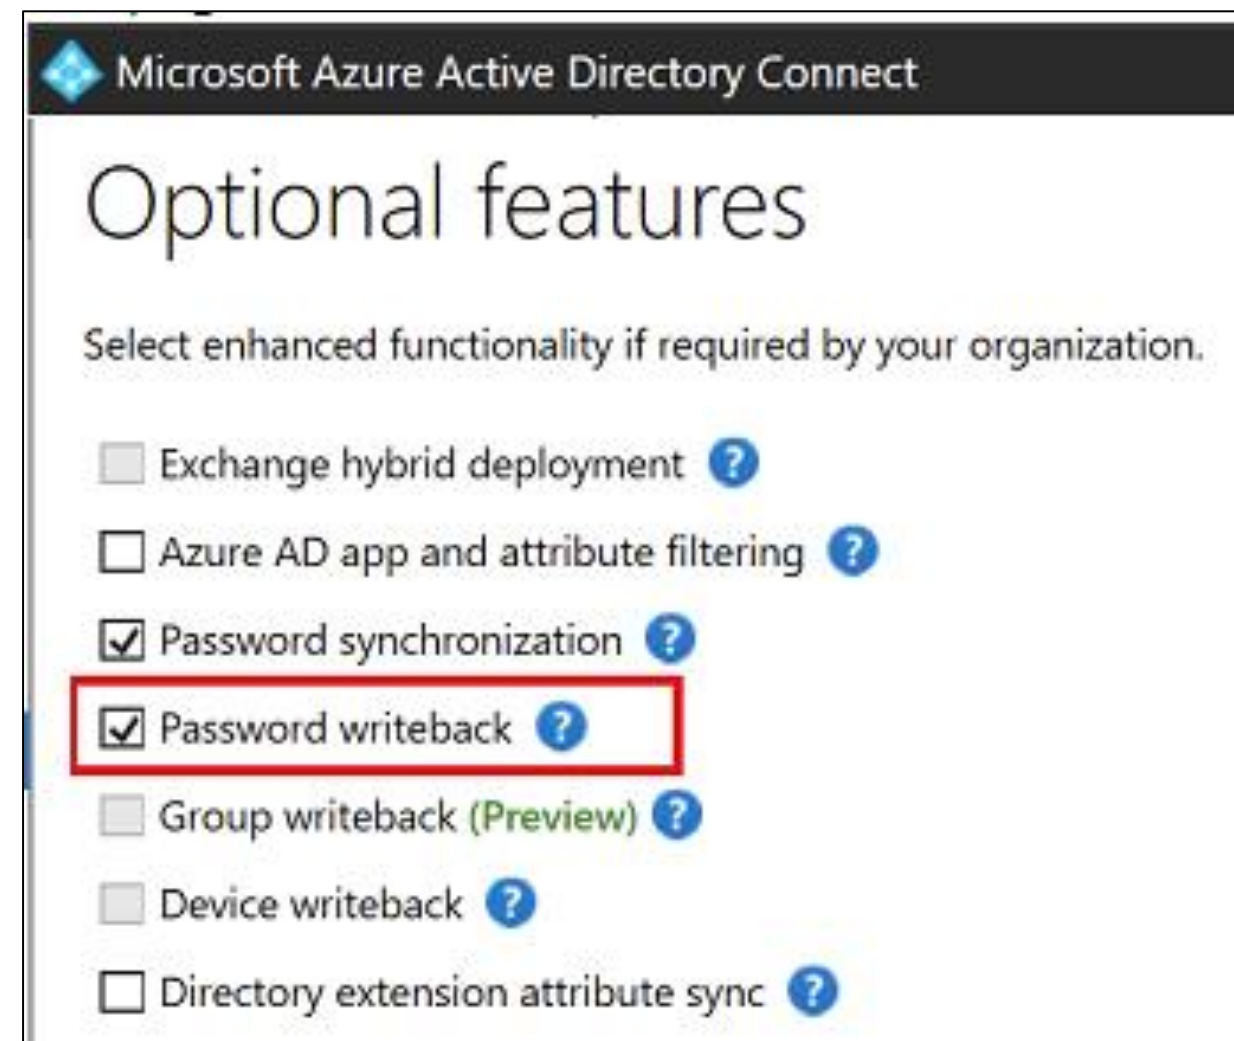 Microsoft Azure Active Directory Connect
Optional features
Select enhanced functionality if required by your organization.
Exchange hybrid deployment ?
Azure AD app and attribute filtering ?
Password synchronization ?
Password writeback ?
Group writeback (Preview) ?
Device writeback ?
Directory extension attribute sync ?